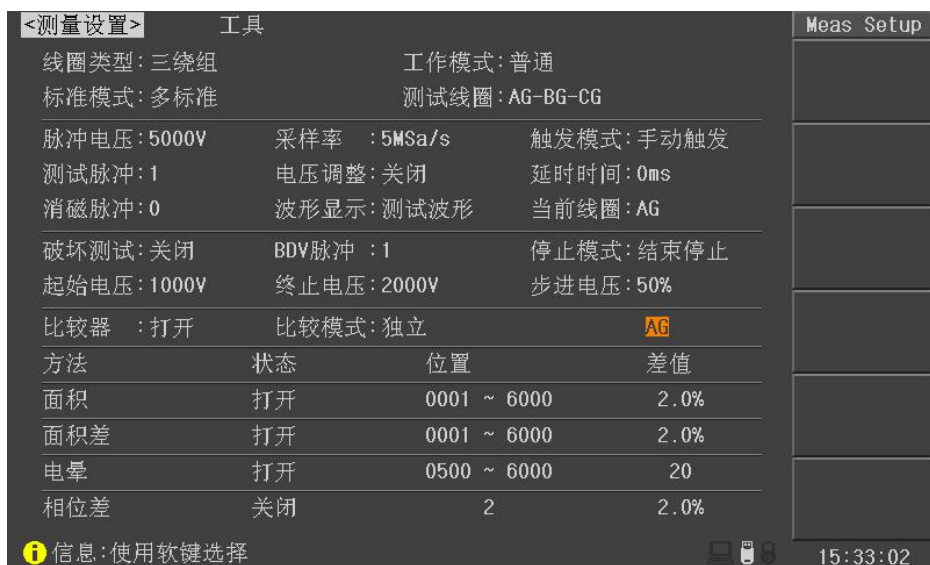 <测量设置> 工具 Meas Setup
线圈类型:三绕组 工作模式:普通
标准模式:多标准 测试线圈:AG-BG-CG
脉冲电压:5000V 采样率 :5MSa/s 触发模式:手动触发
测试脉冲:1 电压调整:关闭 延时时间:0ms
消磁脉冲:0 波形显示:测试波形 当前线圈:AG
破坏测试:关闭 BDV脉冲 :1 停止模式:结束停止
起始电压:1000V 终止电压:2000V 步进电压:50%
比较器 :打开 比较模式:独立 AG
方法 状态 位置 差值
面积 打开 0001 ~ 6000 2.0%
面积差 打开 0001 ~ 6000 2.0%
电晕 打开 0500 ~ 6000 20
相位差 关闭 2 2.0%
信息:使用软键选择 15:33:02